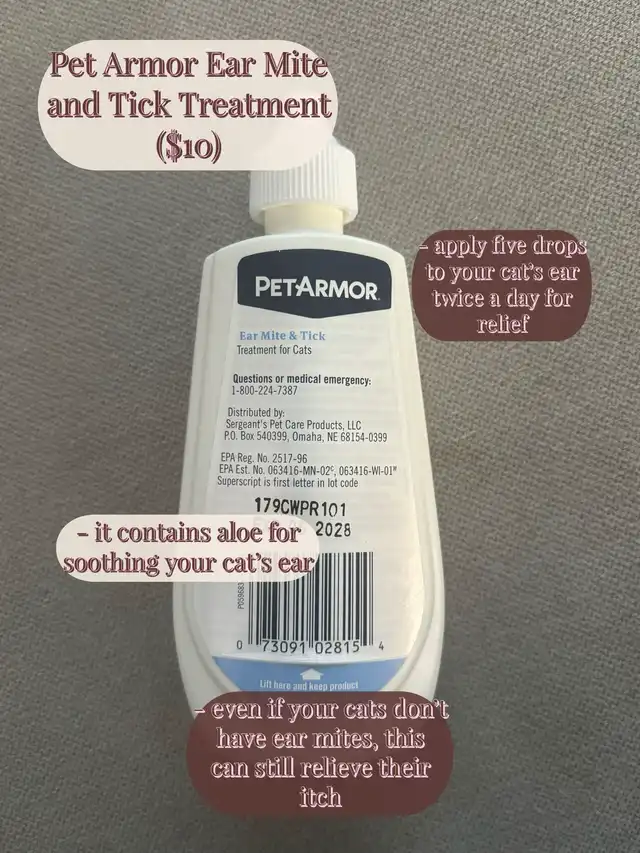 Pet Armor Ear Mite
and Tick Treatment
($10)
- apply five drops
to your cat's ear
twice a day for
relief
PETARMOR
Ear Mite & Tick
Treatment for Cats
Questions or medical emergency:
1-800-224-7387
Distributed by:
Sergeant's Pet Care Products, LLC
P.O. Box 540399, Omaha, NE 68154-0399
EPA Reg. No. 2517-96
EPA Est. No. 063416-MN-02ᶜ, 063416-WI-01ᵂ
Superscript is first letter in lot code
179CWPR101
2028
- it contains aloe for
soothing your cat's ear
0 73091 02815 4
Lift here and keep product
- even if your cats don't
have ear mites, this
can still relieve their
itch